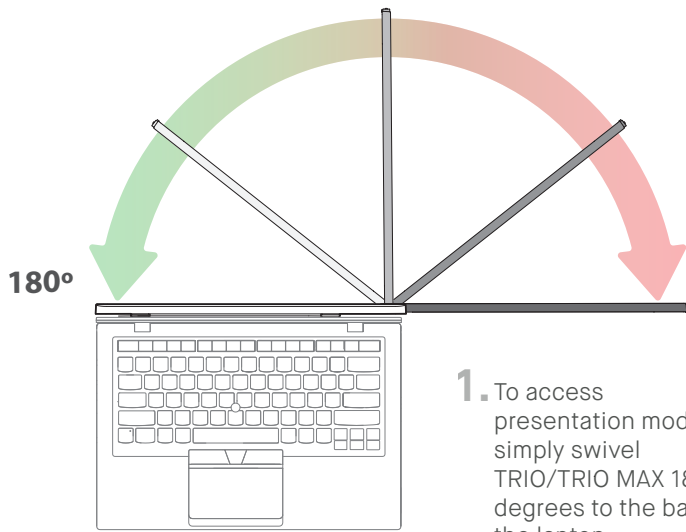 180º
1. To access
presentation mod
simply swivel
TRIO/TRIO MAX 18
degrees to the ba